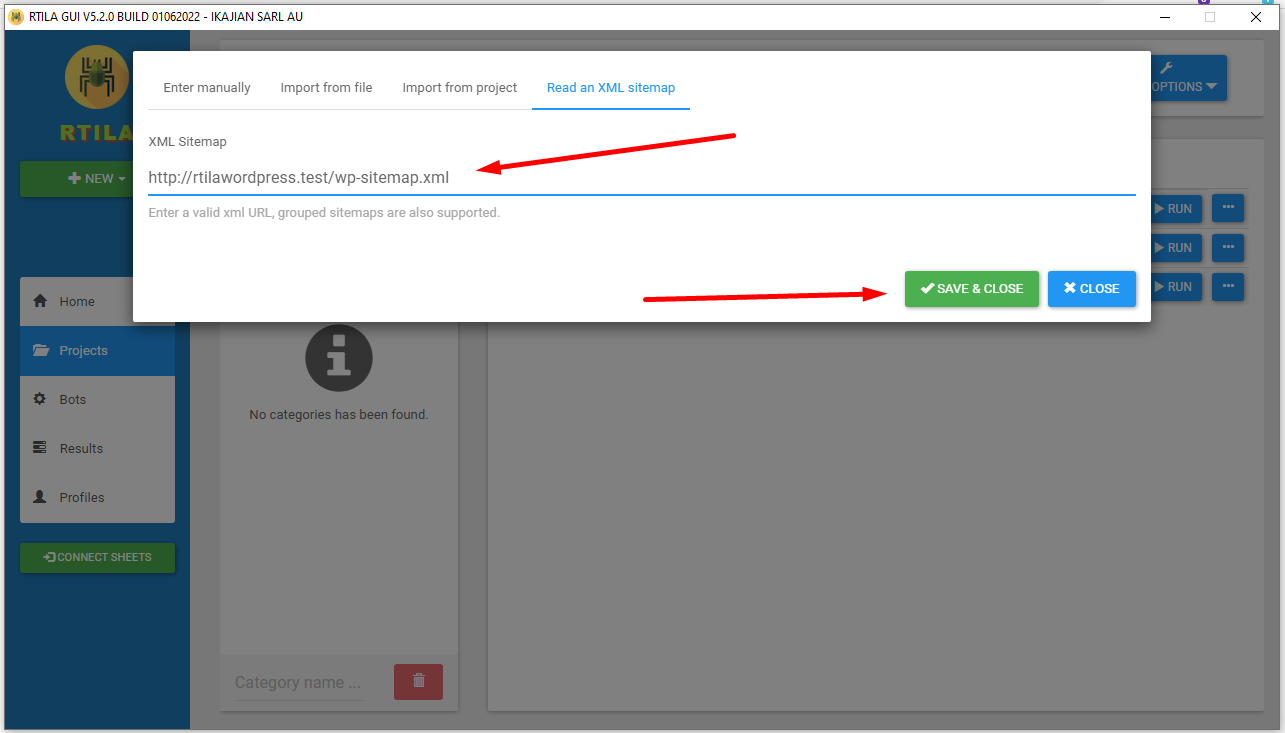 RTILA GUI V5.2.0 BUILD 01062022 - IKAJIAN SARL AU
RTILA
NEW
Home
Projects
Bots
Results
Profiles
CONNECT SHEETS
Enter manually
Import from file
Import from project
Read an XML sitemap
XML Sitemap
http://rtilawordpress.test/wp-sitemap.xml
Enter a valid xml URL, grouped sitemaps are also supported.
SAVE & CLOSE
CLOSE
No categories has been found.
Category name ...
OPTIONS
RUN
RUN
RUN